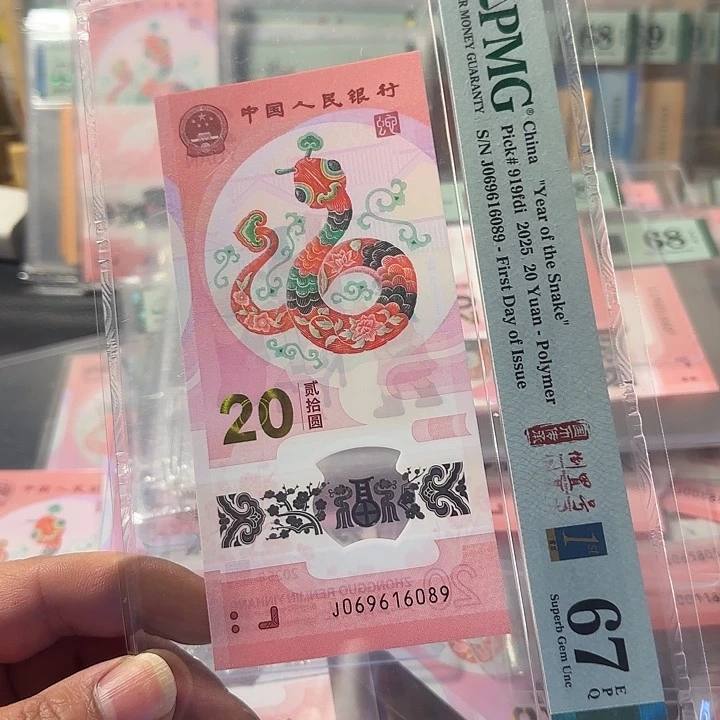 中国人民银行
20
贰拾圆
J069616089
PMG
MONEY GUARANTY
China "Year of the Snake"
Pick# 919fdi 2025 20 Yuan - Polymer
S/N J069616089 - First Day of Issue
1st
67
EPQ
Superb Gem Unc
68
9
68